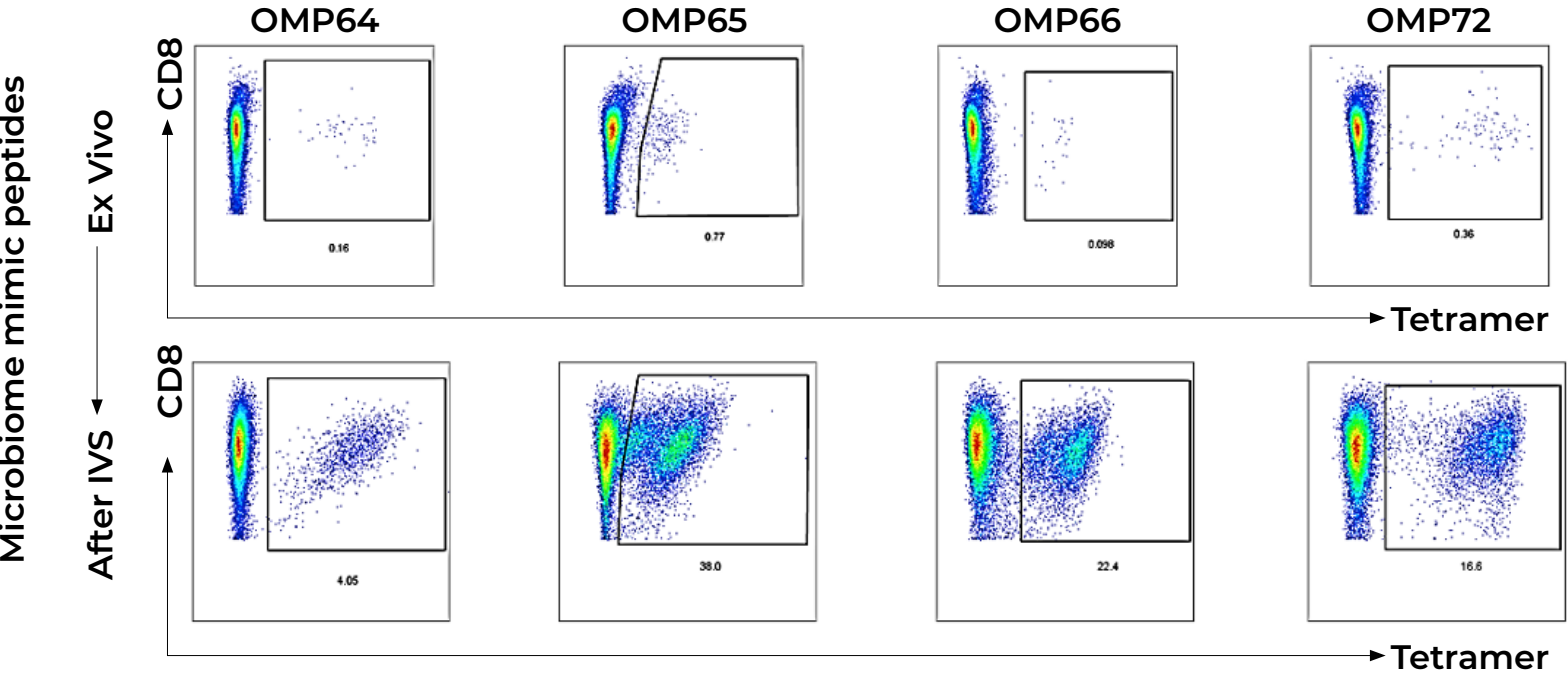 Microbiome mimic peptides
Ex Vivo
After IVS
OMP64
OMP65
OMP66
OMP72
CD8
0.16
0.77
0.098
0.36
Tetramer
CD8
4.05
38.0
22.4
16.6
Tetramer